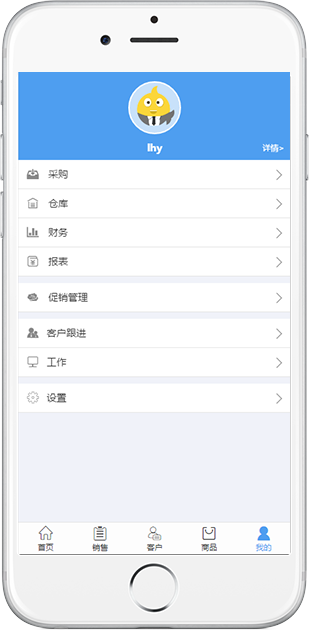 lhy
详情>
采购
仓库
财务
报表
促销管理
客户跟进
工作
设置
首页
销售
客户
商品
我的